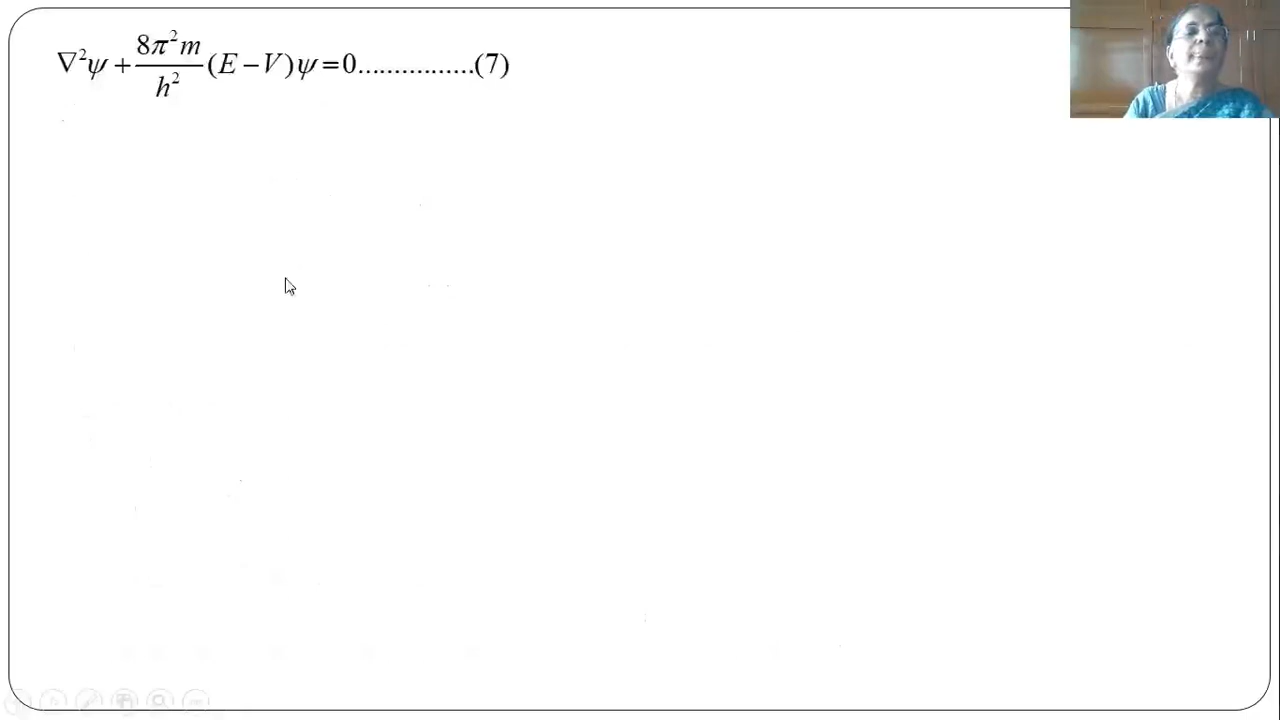 ∇²ψ + 8π²m/h² (E − V)ψ = 0................(7)